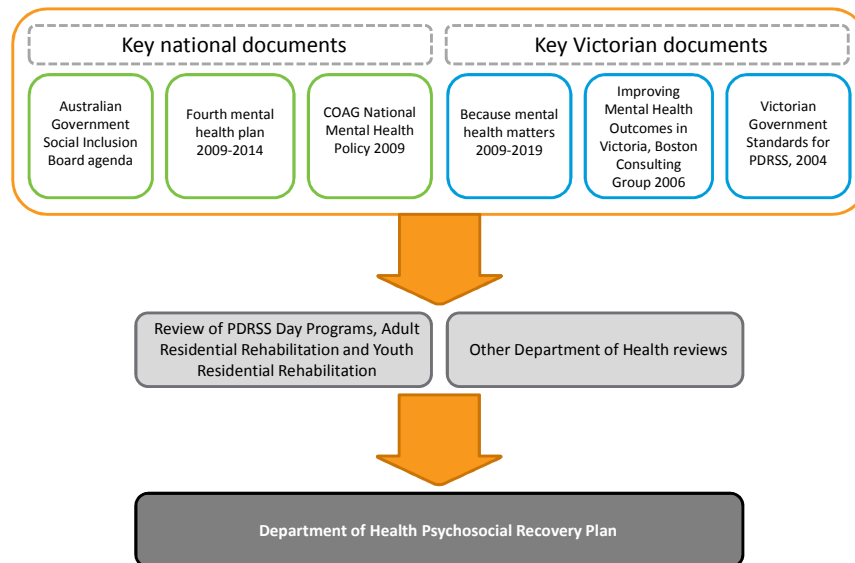 Key national documents
Key Victorian documents
Australian
Government
Social Inclusion
Board agenda
Fourth mental
health plan
2009-2014
COAG National
Mental Health
Policy 2009
Because mental
health matters
2009-2019
Improving
Mental Health
Outcomes in
Victoria, Boston
Consulting
Group 2006
Victorian
Government
Standards for
PDRSS, 2004
Review of PDRSS Day Programs, Adult
Residential Rehabilitation and Youth
Residential Rehabilitation
Other Department of Health reviews
Department of Health Psychosocial Recovery Plan